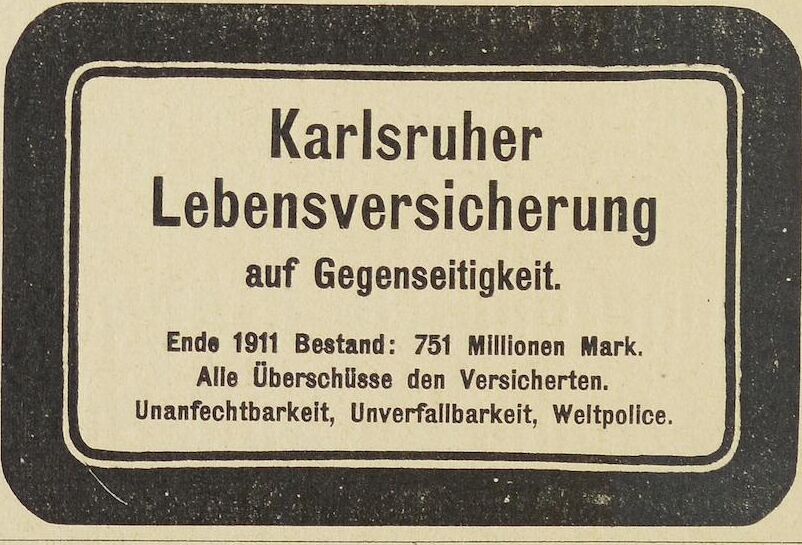 Karlsruher
Lebensversicherung
auf Gegenseitigkeit.
Ende 1911 Bestand: 751 Millionen Mark.
Alle Überschüsse den Versicherten.
Unanfechtbarkeit, Unverfallbarkeit, Weltpolice.